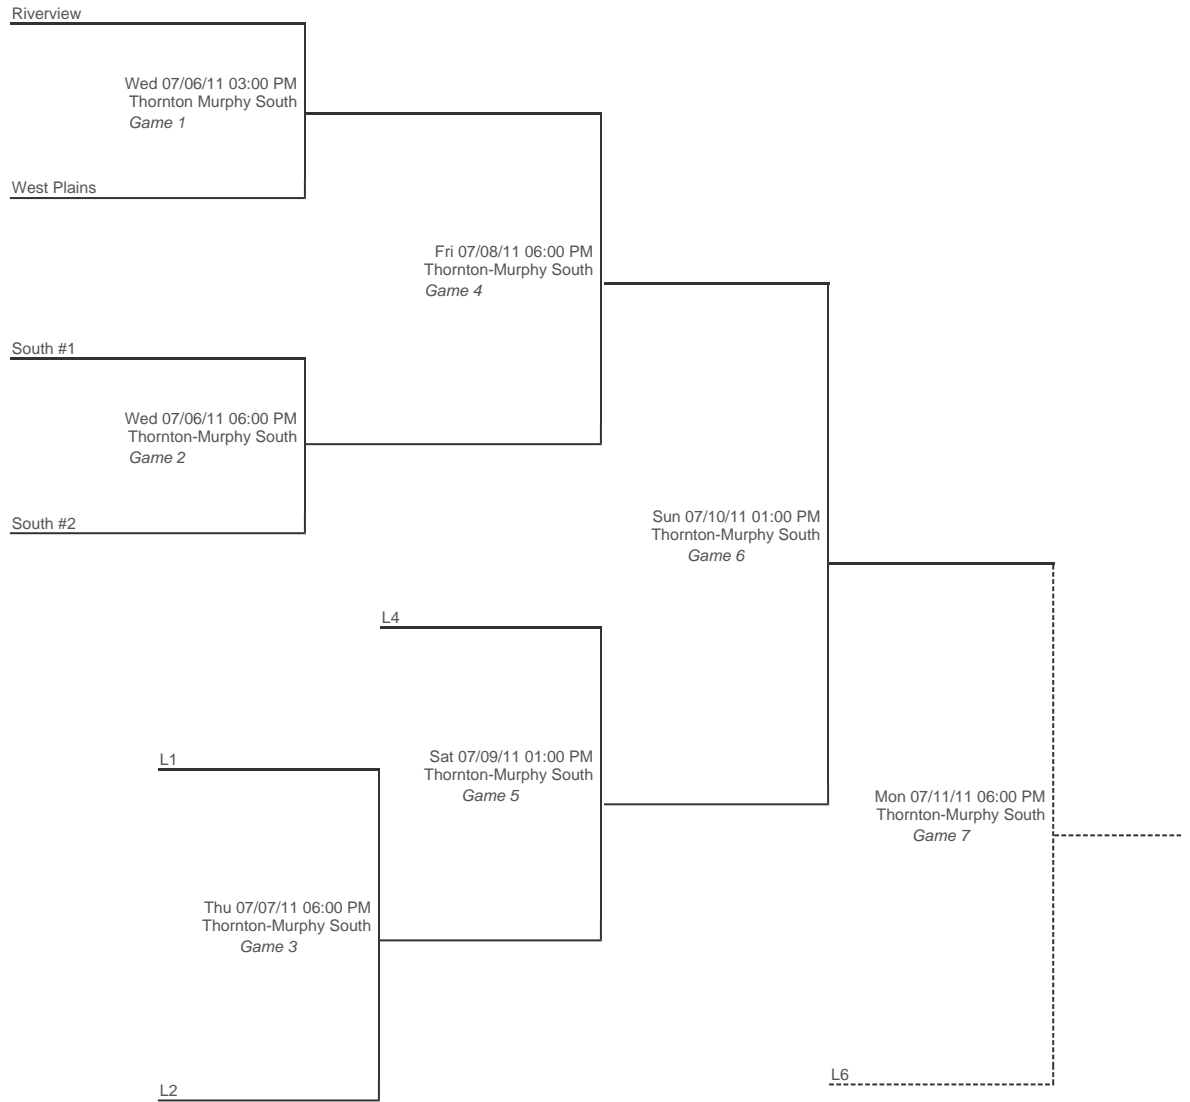 Riverview
Wed 07/06/11 03:00 PM
Thornton Murphy South
Game 1
West Plains
Fri 07/08/11 06:00 PM
Thornton-Murphy South
Game 4
South #1
Wed 07/06/11 06:00 PM
Thornton-Murphy South
Game 2
South #2
Sun 07/10/11 01:00 PM
Thornton-Murphy South
Game 6
L4
L1
Sat 07/09/11 01:00 PM
Thornton-Murphy South
Game 5
Mon 07/11/11 06:00 PM
Thornton-Murphy South
Game 7
Thu 07/07/11 06:00 PM
Thornton-Murphy South
Game 3
L6
L2